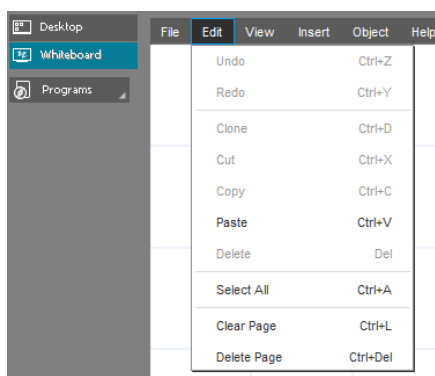 Desktop
Whiteboard
Programs
File Edit View Insert Object Help
Undo Ctrl+Z
Redo Ctrl+Y
Clone Ctrl+D
Cut Ctrl+X
Copy Ctrl+C
Paste Ctrl+V
Delete Del
Select All Ctrl+A
Clear Page Ctrl+L
Delete Page Ctrl+Del